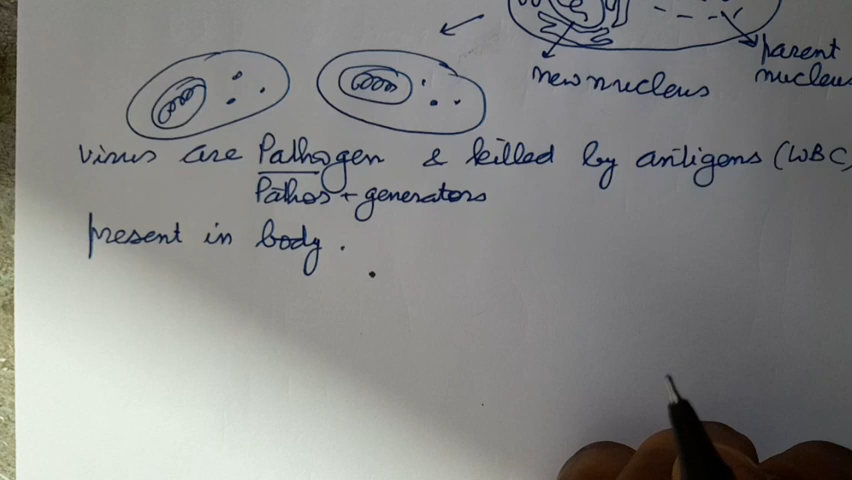 parent
new nucleus
nucleus
virus are Pathogen & killed by antigens (WBC)
Pathos + generators
present in body.